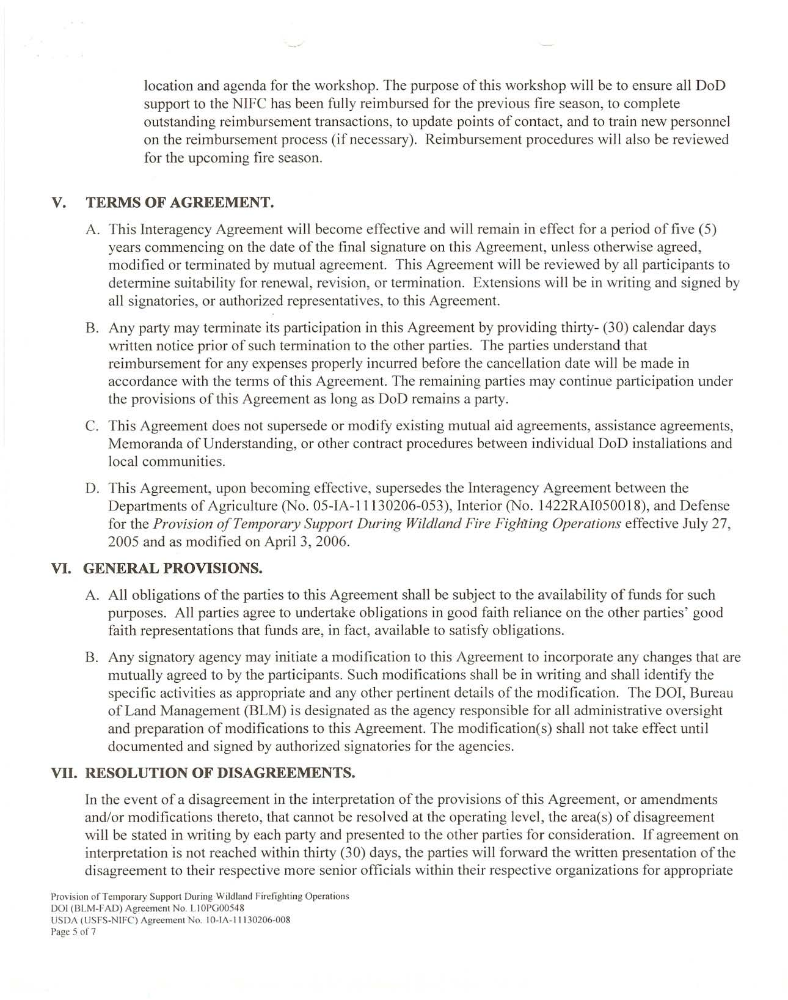 location and agenda for the workshop. The purpose of this workshop will be to ensure all DoD
support to the NIFC has been fully reimbursed for the previous fire season, to complete
outstanding reimbursement transactions, to update points of contact, and to train new personnel
on the reimbursement process (if necessary).  Reimbursement procedures will also be reviewed
for the upcoming fire season.
V. TERMS OF AGREEMENT.
A. This Interagency Agreement will become effective and will remain in effect for a period of five (5)
years commencing on the date of the final signature on this Agreement, unless otherwise agreed,
modified or terminated by mutual agreement.  This Agreement will be reviewed by all participants to
determine suitability for renewal, revision, or termination.  Extensions will be in writing and signed by
all signatories, or authorized representatives, to this Agreement.
B. Any party may terminate its participation in this Agreement by providing thirty- (30) calendar days
written notice prior of such termination to the other parties.  The parties understand that
reimbursement for any expenses properly incurred before the cancellation date will be made in
accordance with the terms of this Agreement. The remaining parties may continue participation under
the provisions of this Agreement as long as DoD remains a party.
C. This Agreement does not supersede or modify existing mutual aid agreements, assistance agreements,
Memoranda of Understanding, or other contract procedures between individual DoD installations and
local communities.
D. This Agreement, upon becoming effective, supersedes the Interagency Agreement between the
Departments of Agriculture (No. 05-IA-11130206-053), Interior (No. 1422RAI050018), and Defense
for the Provision of Temporary Support During Wildland Fire Fighting Operations effective July 27,
2005 and as modified on April 3, 2006.
VI. GENERAL PROVISIONS.
A. All obligations of the parties to this Agreement shall be subject to the availability of funds for such
purposes.  All parties agree to undertake obligations in good faith reliance on the other parties' good
faith representations that funds are, in fact, available to satisfy obligations.
B. Any signatory agency may initiate a modification to this Agreement to incorporate any changes that are
mutually agreed to by the participants. Such modifications shall be in writing and shall identify the
specific activities as appropriate and any other pertinent details of the modification.  The DOI, Bureau
of Land Management (BLM) is designated as the agency responsible for all administrative oversight
and preparation of modifications to this Agreement. The modification(s) shall not take effect until
documented and signed by authorized signatories for the agencies.
VII. RESOLUTION OF DISAGREEMENTS.
In the event of a disagreement in the interpretation of the provisions of this Agreement, or amendments
and/or modifications thereto, that cannot be resolved at the operating level, the area(s) of disagreement
will be stated in writing by each party and presented to the other parties for consideration.  If agreement on
interpretation is not reached within thirty (30) days, the parties will forward the written presentation of the
disagreement to their respective more senior officials within their respective organizations for appropriate
Provision of Temporary Support During Wildland Firefighting Operations
DOI (BLM-FAD) Agreement No. L10PG00548
USDA (USFS-NIFC) Agreement No. 10-IA-11130206-008
Page 5 of 7